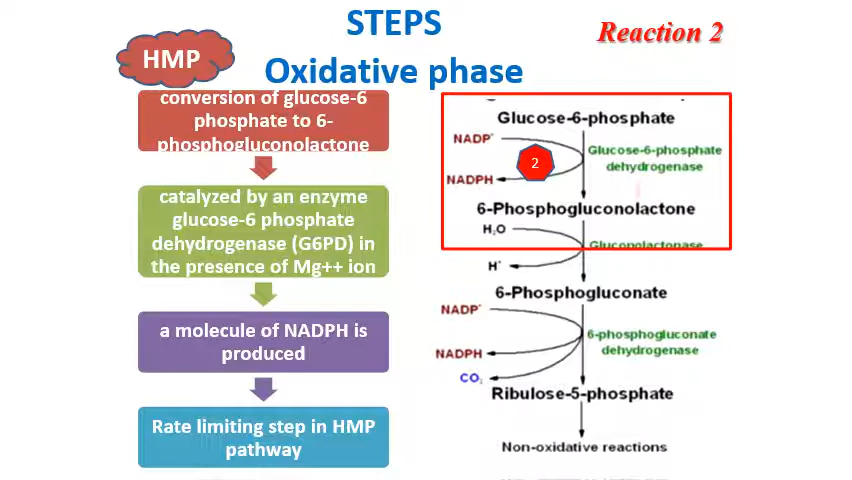 STEPS
Oxidative phase
Reaction 2
HMP
conversion of glucose-6
phosphate to 6-
phosphogluconolactone
catalyzed by an enzyme
glucose-6 phosphate
dehydrogenase (G6PD) in
the presence of Mg++ ion
a molecule of NADPH is
produced
Rate limiting step in HMP
pathway
Glucose-6-phosphate
NADP⁺
2
Glucose-6-phosphate
dehydrogenase
NADPH
6-Phosphogluconolactone
H₂O
Gluconolactonase
H⁺
6-Phosphogluconate
NADP⁺
6-phosphogluconate
dehydrogenase
NADPH
CO₂
Ribulose-5-phosphate
Non-oxidative reactions